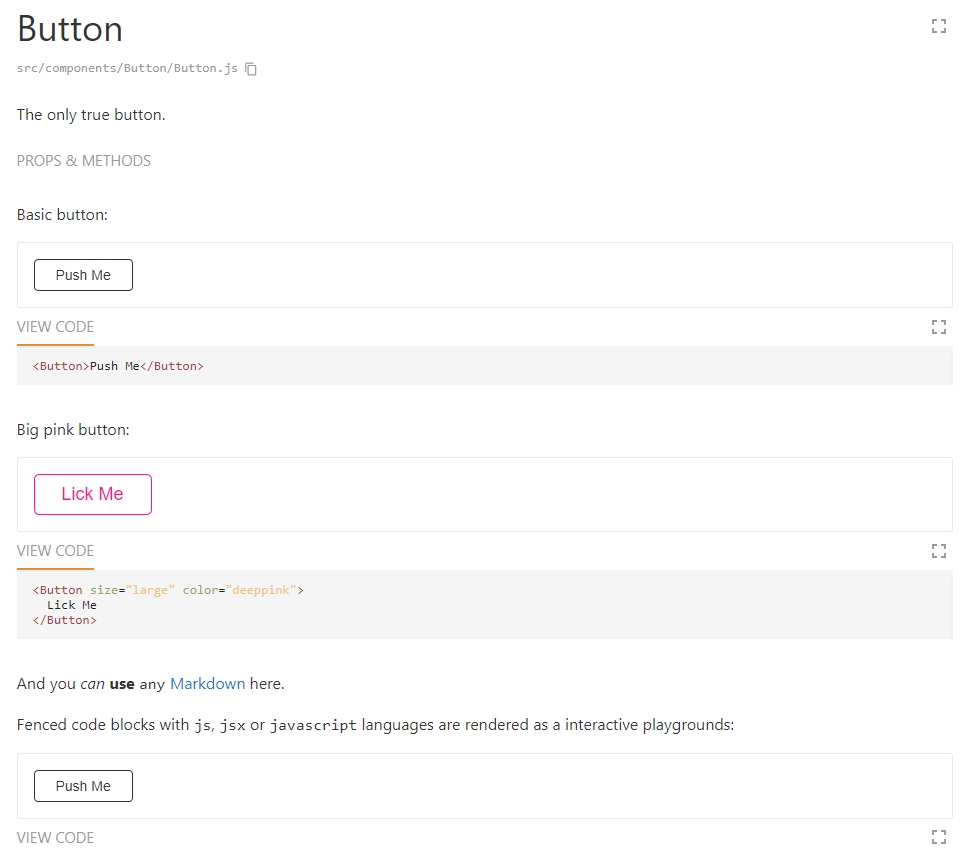 Button
src/components/Button/Button.js
The only true button.
PROPS & METHODS
Basic button:
Push Me
VIEW CODE
<Button>Push Me</Button>
Big pink button:
Lick Me
VIEW CODE
<Button size="large" color="deeppink">
  Lick Me
</Button>
And you can use any Markdown here.
Fenced code blocks with js, jsx or javascript languages are rendered as a interactive playgrounds:
Push Me
VIEW CODE